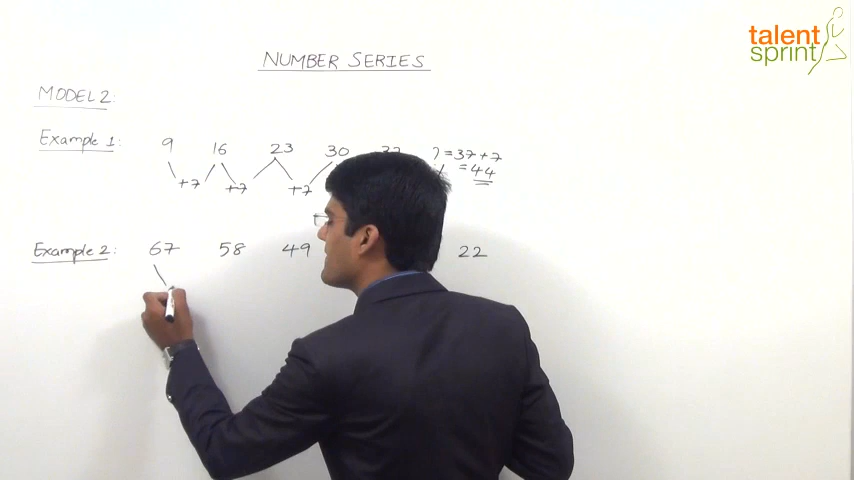 talent
sprint
NUMBER SERIES
MODEL 2:
Example 1: 9 16 23 30 37 ? = 37 + 7
+7 +7 +7 = 44
Example 2: 67 58 49 22